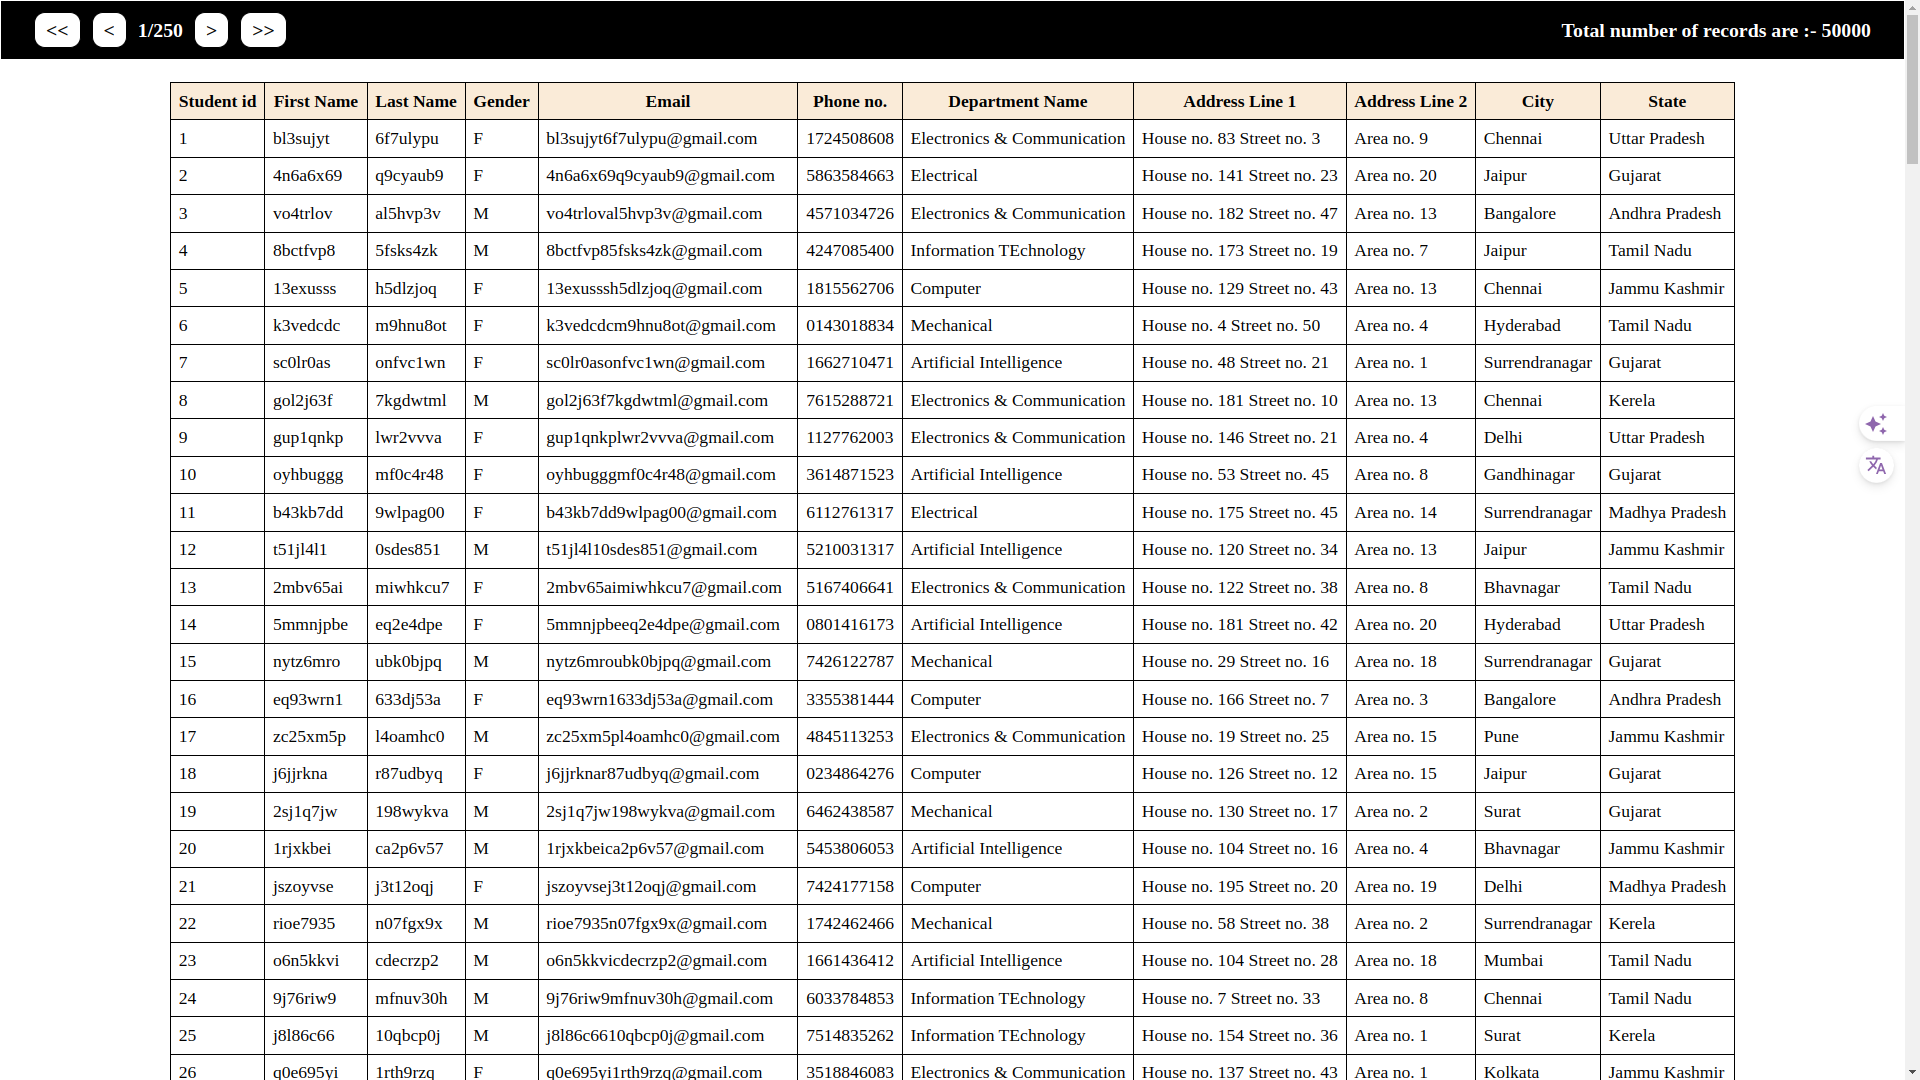 << < 1/250 > >> Total number of records are :- 50000
Student id First Name Last Name Gender Email Phone no. Department Name Address Line 1 Address Line 2 City State
1 bl3sujyt 6f7ulypu F bl3sujyt6f7ulypu@gmail.com 1724508608 Electronics & Communication House no. 83 Street no. 3 Area no. 9 Chennai Uttar Pradesh
2 4n6a6x69 q9cyaub9 F 4n6a6x69q9cyaub9@gmail.com 5863584663 Electrical House no. 141 Street no. 23 Area no. 20 Jaipur Gujarat
3 vo4trlov al5hvp3v M vo4trloval5hvp3v@gmail.com 4571034726 Electronics & Communication House no. 182 Street no. 47 Area no. 13 Bangalore Andhra Pradesh
4 8bctfvp8 5fsks4zk M 8bctfvp85fsks4zk@gmail.com 4247085400 Information TEchnology House no. 173 Street no. 19 Area no. 7 Jaipur Tamil Nadu
5 13exusss h5dlzjoq F 13exusssh5dlzjoq@gmail.com 1815562706 Computer House no. 129 Street no. 43 Area no. 13 Chennai Jammu Kashmir
6 k3vedcdc m9hnu8ot F k3vedcdcm9hnu8ot@gmail.com 0143018834 Mechanical House no. 4 Street no. 50 Area no. 4 Hyderabad Tamil Nadu
7 sc0lr0as onfvc1wn F sc0lr0asonfvc1wn@gmail.com 1662710471 Artificial Intelligence House no. 48 Street no. 21 Area no. 1 Surrendranagar Gujarat
8 gol2j63f 7kgdwtml M gol2j63f7kgdwtml@gmail.com 7615288721 Electronics & Communication House no. 181 Street no. 10 Area no. 13 Chennai Kerela
9 gup1qnkp lwr2vvva F gup1qnkplwr2vvva@gmail.com 1127762003 Electronics & Communication House no. 146 Street no. 21 Area no. 4 Delhi Uttar Pradesh
10 oyhbuggg mf0c4r48 F oyhbugggmf0c4r48@gmail.com 3614871523 Artificial Intelligence House no. 53 Street no. 45 Area no. 8 Gandhinagar Gujarat
11 b43kb7dd 9wlpag00 F b43kb7dd9wlpag00@gmail.com 6112761317 Electrical House no. 175 Street no. 45 Area no. 14 Surrendranagar Madhya Pradesh
12 t51jl4l1 0sdes851 M t51jl4l10sdes851@gmail.com 5210031317 Artificial Intelligence House no. 120 Street no. 34 Area no. 13 Jaipur Jammu Kashmir
13 2mbv65ai miwhkcu7 F 2mbv65aimiwhkcu7@gmail.com 5167406641 Electronics & Communication House no. 122 Street no. 38 Area no. 8 Bhavnagar Tamil Nadu
14 5mmnjpbe eq2e4dpe F 5mmnjpbeeq2e4dpe@gmail.com 0801416173 Artificial Intelligence House no. 181 Street no. 42 Area no. 20 Hyderabad Uttar Pradesh
15 nytz6mro ubk0bjpq M nytz6mroubk0bjpq@gmail.com 7426122787 Mechanical House no. 29 Street no. 16 Area no. 18 Surrendranagar Gujarat
16 eq93wrn1 633dj53a F eq93wrn1633dj53a@gmail.com 3355381444 Computer House no. 166 Street no. 7 Area no. 3 Bangalore Andhra Pradesh
17 zc25xm5p l4oamhc0 M zc25xm5pl4oamhc0@gmail.com 4845113253 Electronics & Communication House no. 19 Street no. 25 Area no. 15 Pune Jammu Kashmir
18 j6jjrkna r87udbyq F j6jjrknar87udbyq@gmail.com 0234864276 Computer House no. 126 Street no. 12 Area no. 15 Jaipur Gujarat
19 2sj1q7jw 198wykva M 2sj1q7jw198wykva@gmail.com 6462438587 Mechanical House no. 130 Street no. 17 Area no. 2 Surat Gujarat
20 1rjxkbei ca2p6v57 M 1rjxkbeica2p6v57@gmail.com 5453806053 Artificial Intelligence House no. 104 Street no. 16 Area no. 4 Bhavnagar Jammu Kashmir
21 jszoyvse j3t12oqj F jszoyvsej3t12oqj@gmail.com 7424177158 Computer House no. 195 Street no. 20 Area no. 19 Delhi Madhya Pradesh
22 rioe7935 n07fgx9x M rioe7935n07fgx9x@gmail.com 1742462466 Mechanical House no. 58 Street no. 38 Area no. 2 Surrendranagar Kerela
23 o6n5kkvi cdecrzp2 M o6n5kkvicdecrzp2@gmail.com 1661436412 Artificial Intelligence House no. 104 Street no. 28 Area no. 18 Mumbai Tamil Nadu
24 9j76riw9 mfnuv30h M 9j76riw9mfnuv30h@gmail.com 6033784853 Information TEchnology House no. 7 Street no. 33 Area no. 8 Chennai Tamil Nadu
25 j8l86c66 10qbcp0j M j8l86c6610qbcp0j@gmail.com 7514835262 Information TEchnology House no. 154 Street no. 36 Area no. 1 Surat Kerela
26 q0e695yi 1rth9rzq F q0e695yi1rth9rzq@gmail.com 3518846083 Electronics & Communication House no. 137 Street no. 43 Area no. 1 Kolkata Jammu Kashmir